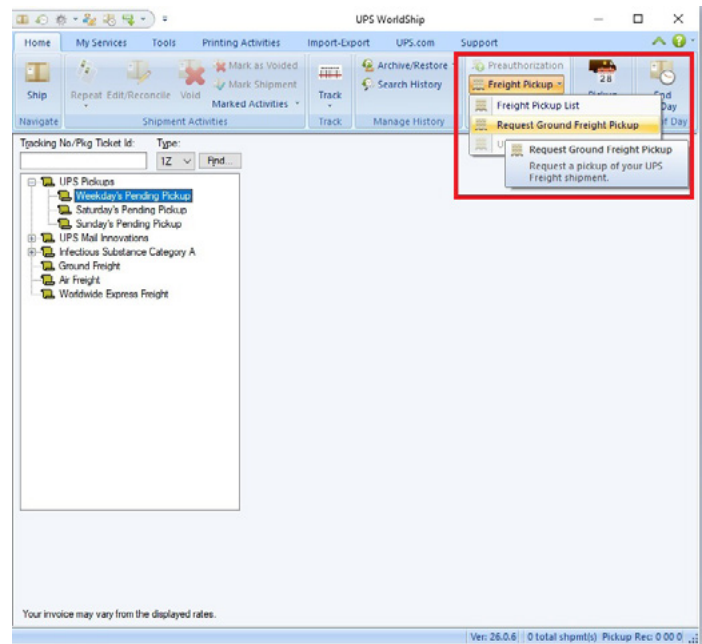 UPS WorldShip
Home My Services Tools Printing Activities Import-Export UPS.com Support
Ship
Repeat Edit/Reconcile Void
Mark as Voided
Mark Shipment
Marked Activities
Track
Archive/Restore
Search History
Preauthorization
Freight Pickup
28
Day
Navigate Shipment Activities Track Manage History
Freight Pickup List
Request Ground Freight Pickup
Request Ground Freight Pickup
Request a pickup of your UPS
Freight shipment.
Tracking No/Pkg Ticket Id: Type:
1Z Find...
UPS Pickups
Weekday's Pending Pickup
Saturday's Pending Pickup
Sunday's Pending Pickup
UPS Mail Innovations
Infectious Substance Category A
Ground Freight
Air Freight
Worldwide Express Freight
Your invoice may vary from the displayed rates.
Ver: 26.0.6 0 total shpmt(s) Pickup Rec: 0 00 0